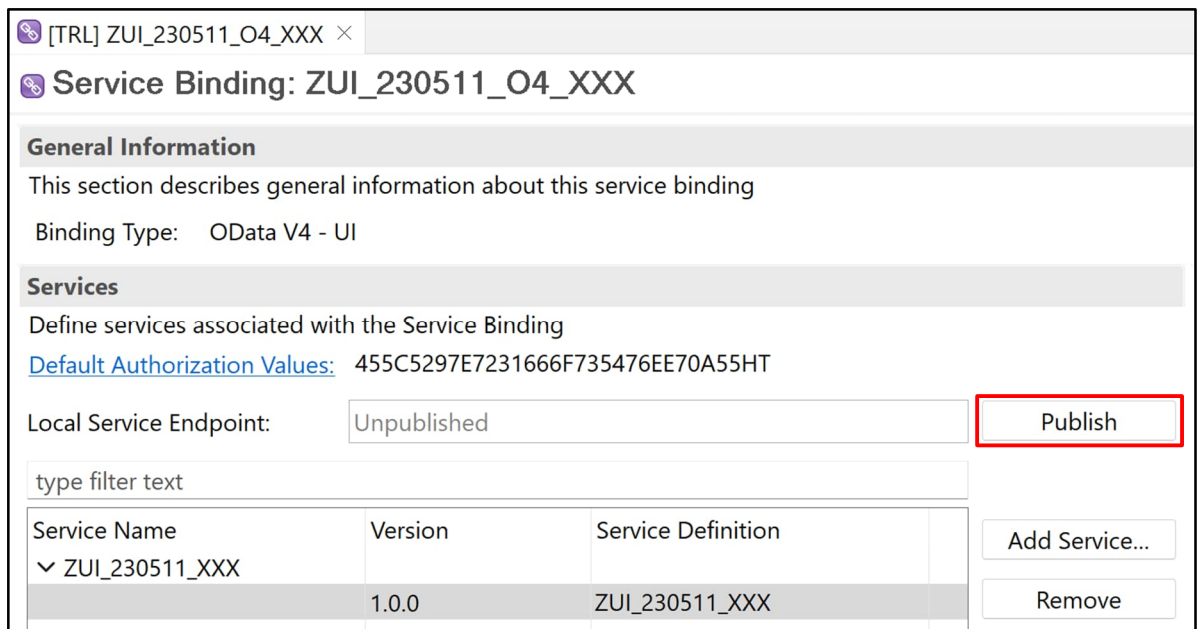 [TRL] ZUI_230511_O4_XXX
Service Binding: ZUI_230511_O4_XXX
General Information
This section describes general information about this service binding
Binding Type: OData V4 - UI
Services
Define services associated with the Service Binding
Default Authorization Values: 455C5297E7231666F735476EE70A55HT
Local Service Endpoint: Unpublished Publish
type filter text
Service Name Version Service Definition
Add Service...
ZUI_230511_XXX
1.0.0 ZUI_230511_XXX Remove